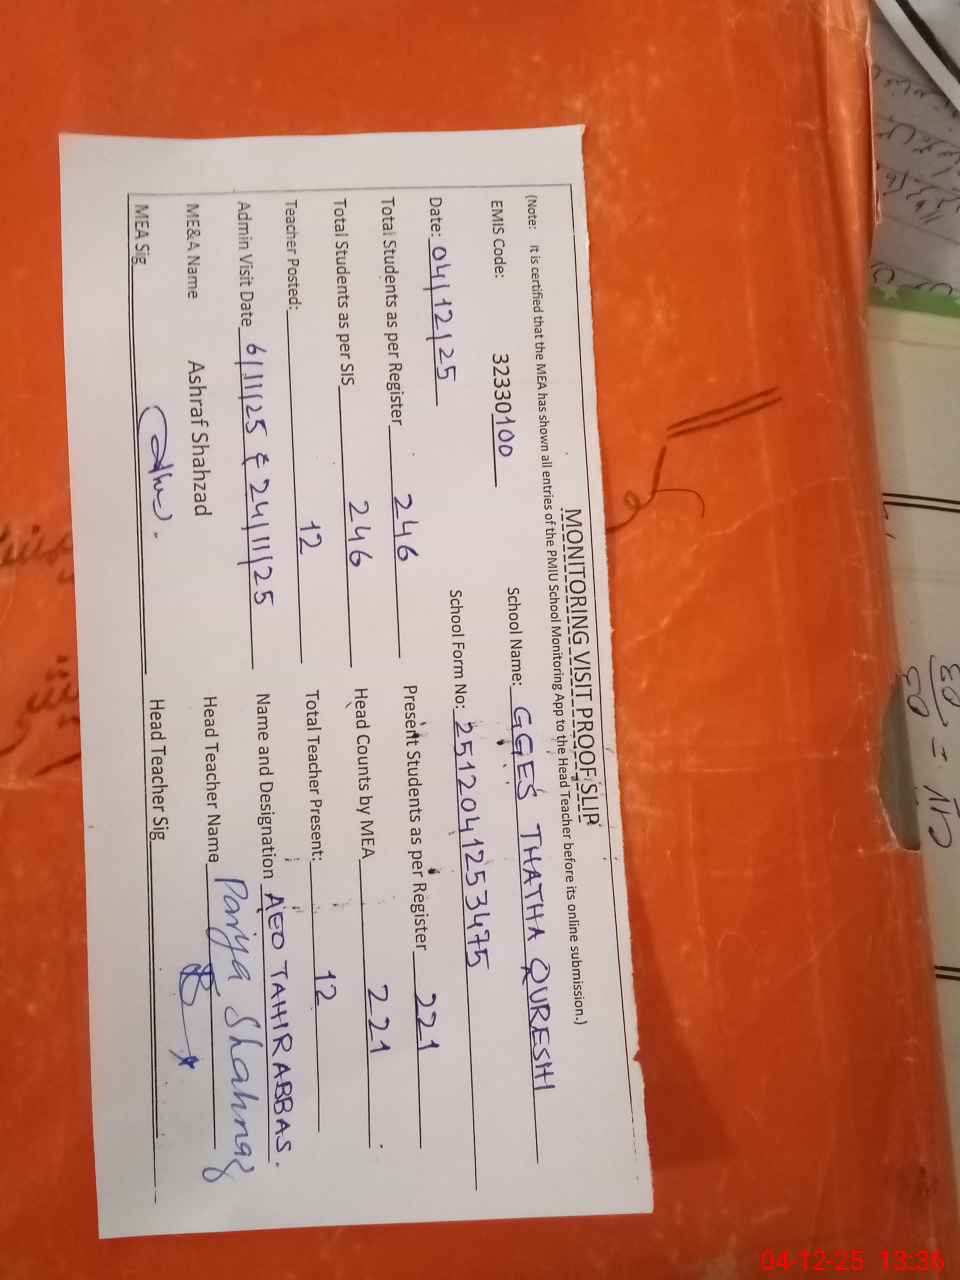 MONITORING VISIT PROOF SLIP
(Note: It is certified that the MEA has shown all entries of the PMIU School Monitoring App to the Head Teacher before its online submission.)
EMIS Code: 32330100 School Name: GGES THATHA QURESHI
Date: 04/12/25 School Form No: 2512041253475
Total Students as per Register 246 Present Students as per Register 221
Total Students as per SIS 246 Head Counts by MEA 221
Teacher Posted: 12 Total Teacher Present: 12
Admin Visit Date 6/11/25 & 24/11/25 Name and Designation AEO TAHIR ABBAS.
ME&A Name Ashraf Shahzad Head Teacher Name Shahnaz
MEA Sig Head Teacher Sig
04-12-25 13:36